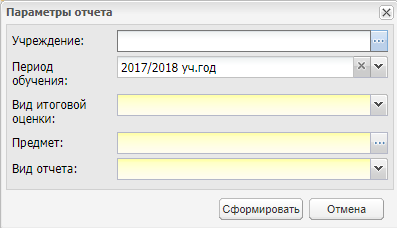 Параметры отчета
Учреждение:
Период
обучения:
2017/2018 уч.год
Вид итоговой
оценки:
Предмет:
Вид отчета:
Сформировать
Отмена